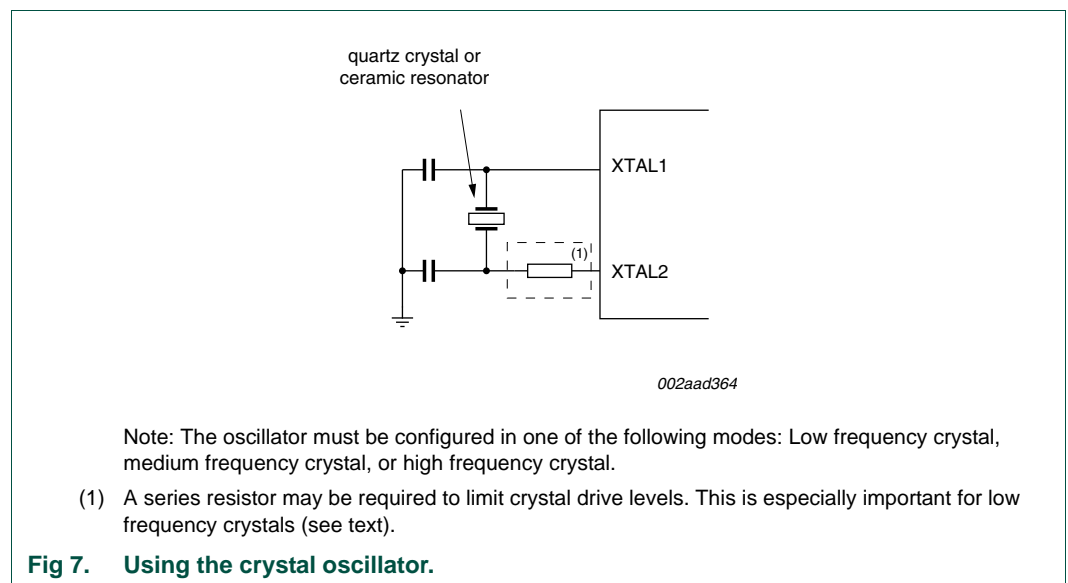 quartz crystal or
ceramic resonator
XTAL1
(1)
XTAL2
002aad364
Note: The oscillator must be configured in one of the following modes: Low frequency crystal,
medium frequency crystal, or high frequency crystal.
(1) A series resistor may be required to limit crystal drive levels. This is especially important for low
frequency crystals (see text).
Fig 7. Using the crystal oscillator.